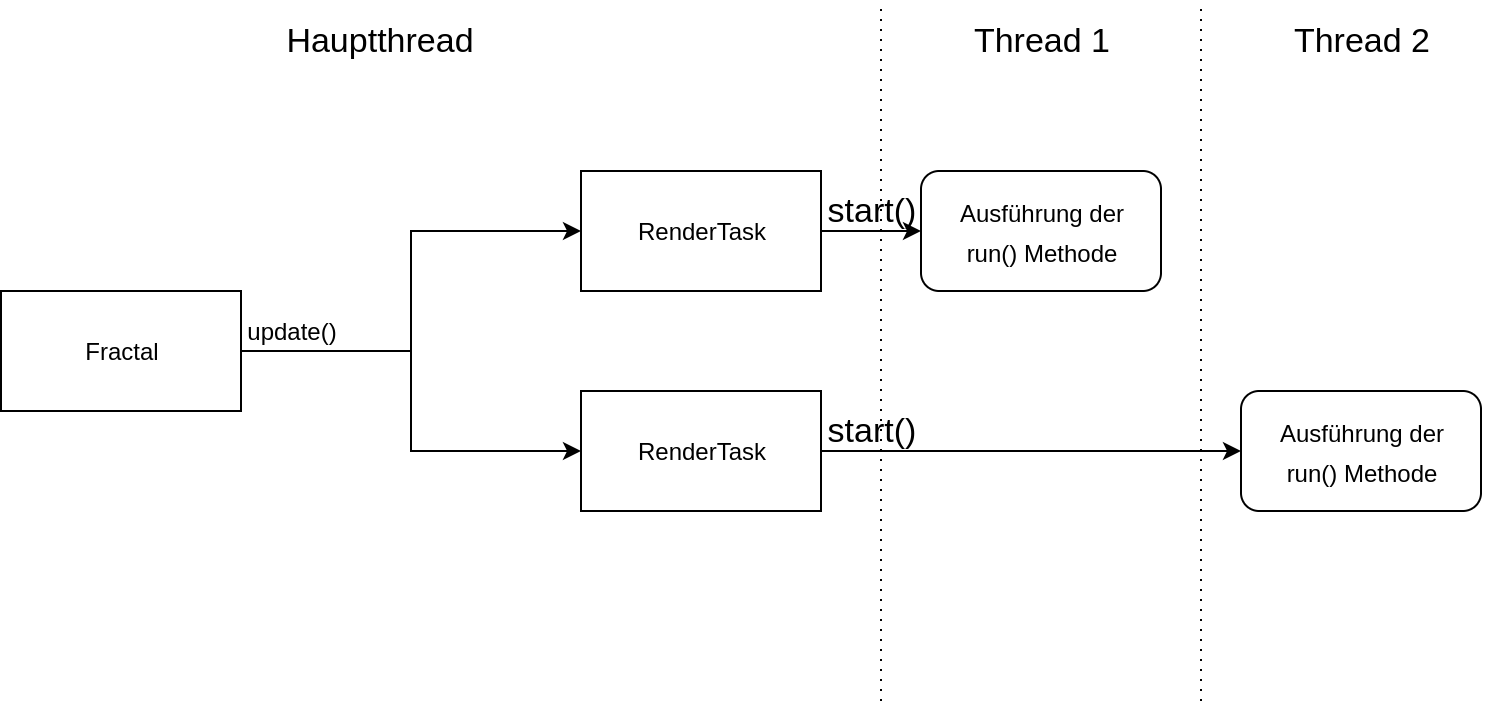 Hauptthread
Thread 1
Thread 2
RenderTask
start()
Ausführung der
run() Methode
Fractal
update()
RenderTask
start()
Ausführung der
run() Methode